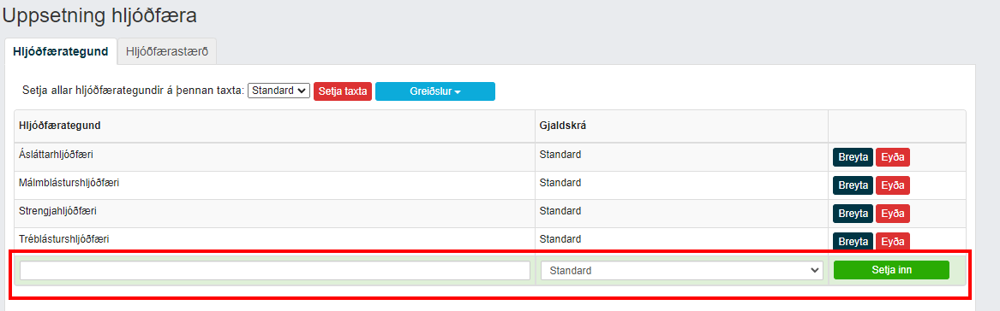 Uppsetning hljóðfæra
Hljóðfærategund Hljóðfærastærð
Setja allar hljóðfærategundir á þennan taxta: Standard Setja taxta Greiðslur
Hljóðfærategund Gjaldskrá
Ásláttarhljóðfæri Standard Breyta Eyða
Málmblásturshljóðfæri Standard Breyta Eyða
Strengjahljóðfæri Standard Breyta Eyða
Tréblásturshljóðfæri Standard Breyta Eyða
Standard Setja inn